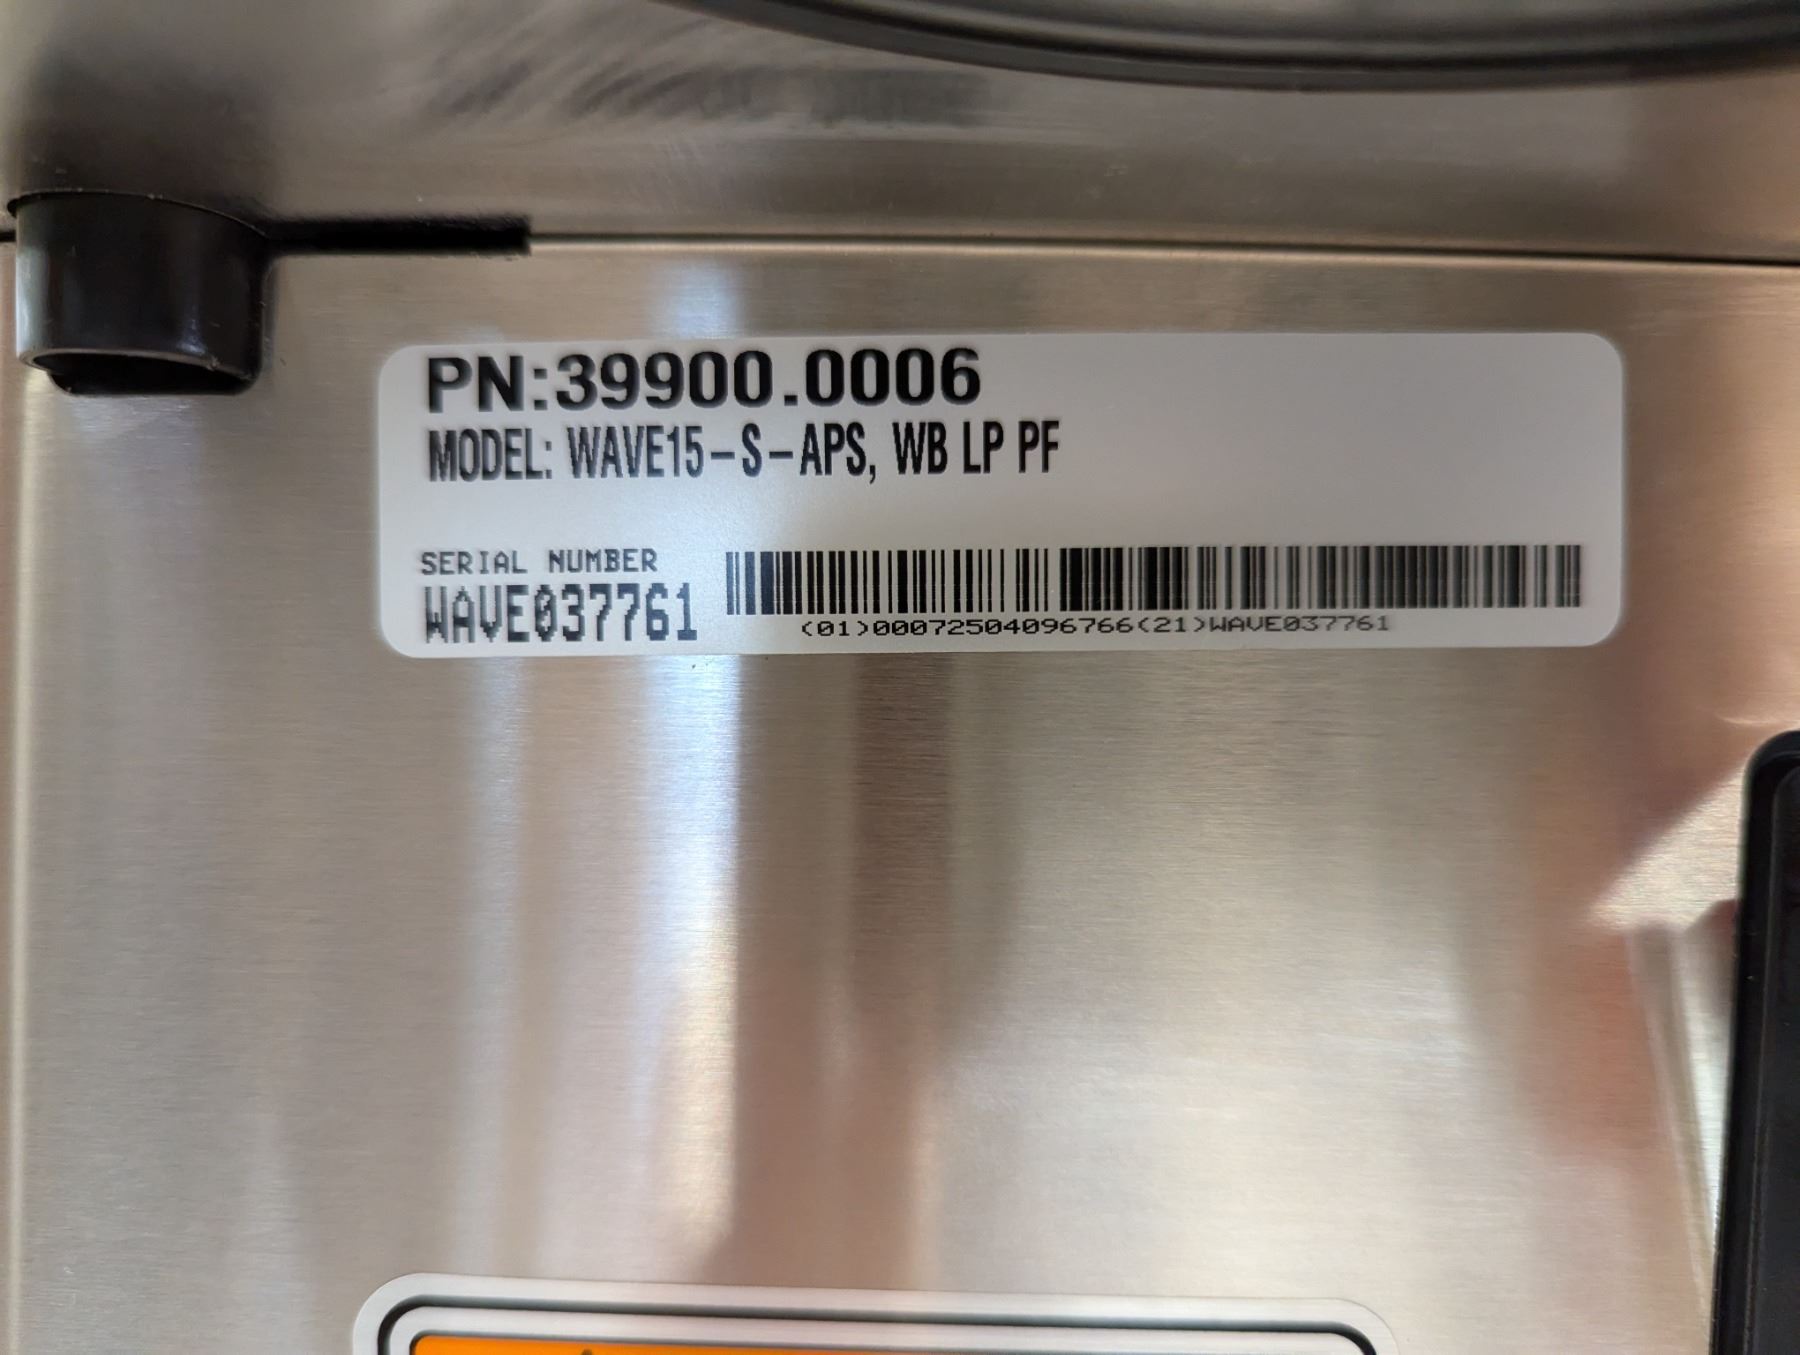 PN:39900.0006
MODEL: WAVE15-S-APS, WB LP PF
SERIAL NUMBER
WAVE037761
(01)00072504096766(21)WAVE037761